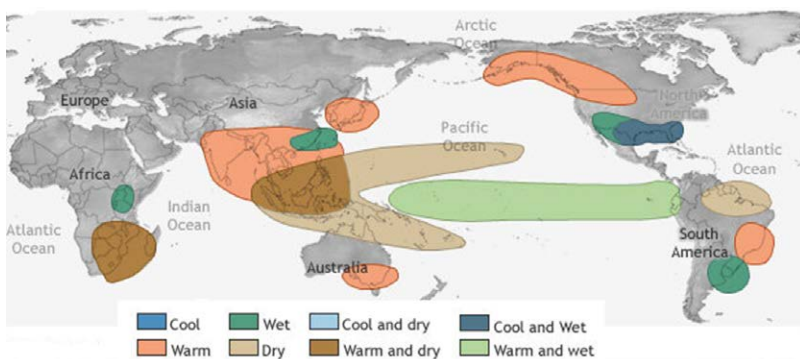 Arctic
Ocean
Europe
Asia
North
America
Pacific
Ocean
Atlantic
Ocean
Africa
Indian
Ocean
Atlantic
Ocean
South
America
Australia
Cool
Wet
Cool and dry
Cool and Wet
Warm
Dry
Warm and dry
Warm and wet